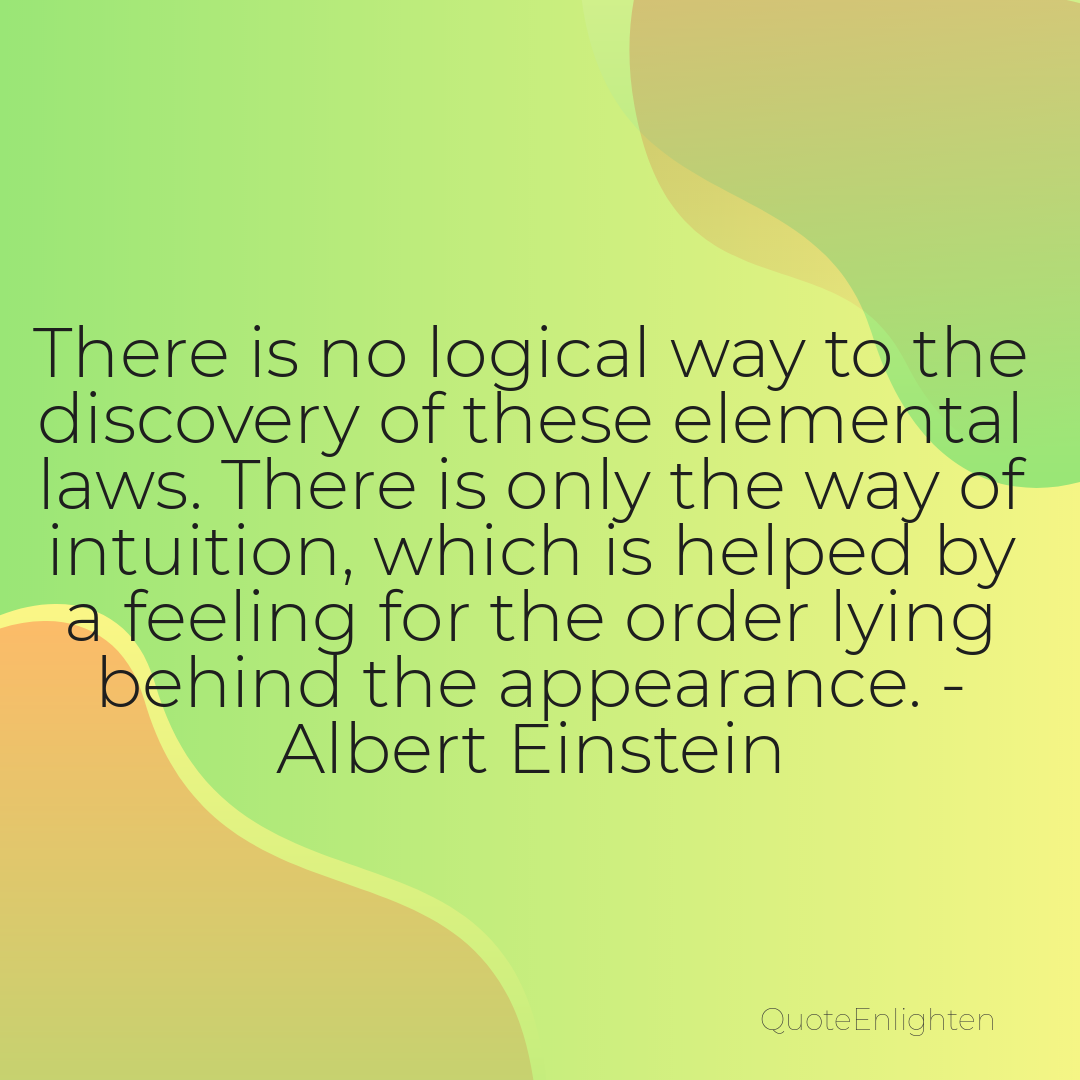 There is no logical way to the
discovery of these elemental
laws. There is only the way of
intuition, which is helped by
a feeling for the order lying
behind the appearance. -
Albert Einstein
QuoteEnlighten